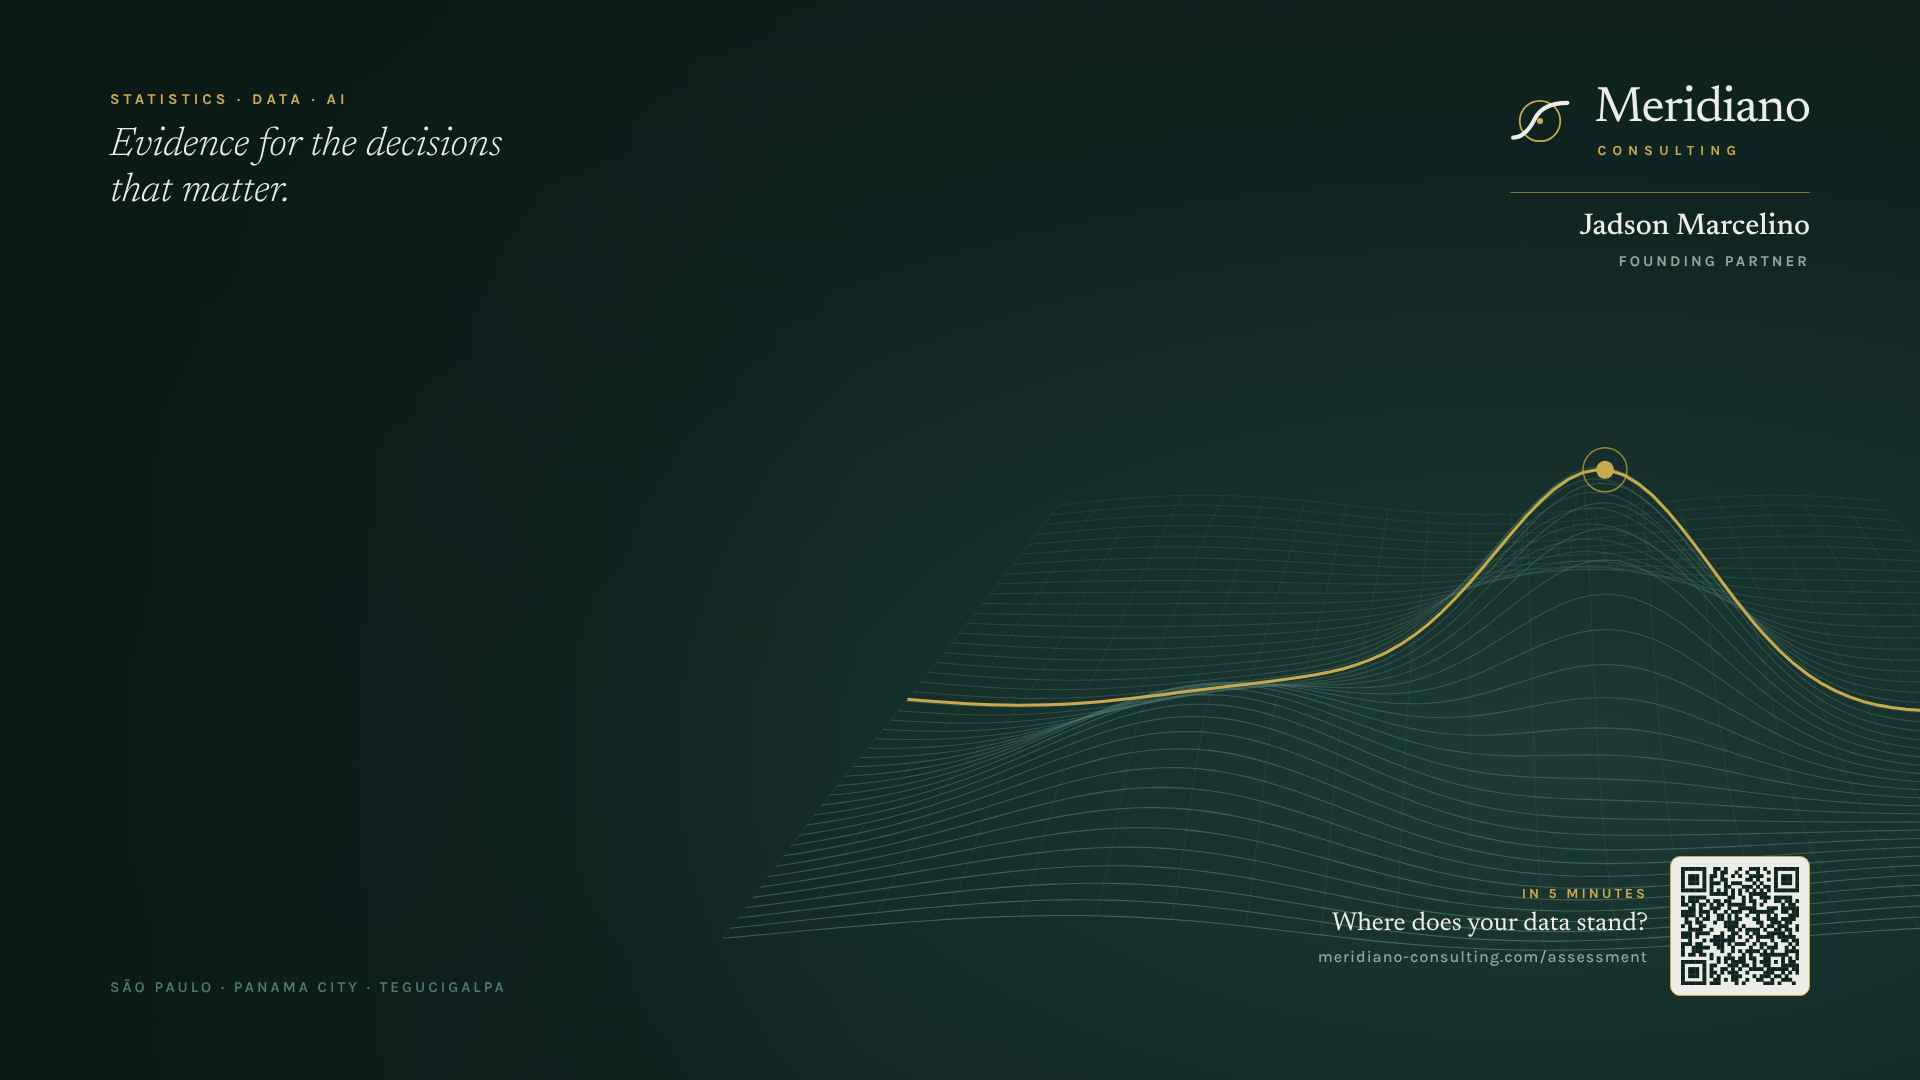 STATISTICS · DATA · AI
Evidence for the decisions
that matter.
Meridiano
CONSULTING
Jadson Marcelino
FOUNDING PARTNER
IN 5 MINUTES
Where does your data stand?
meridiano-consulting.com/assessment
SÃO PAULO · PANAMA CITY · TEGUCIGALPA